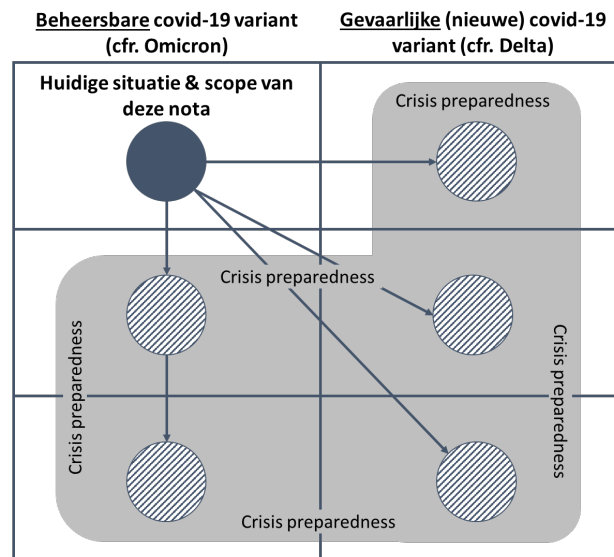 Beheersbare covid-19 variant
(cfr. Omicron)
Gevaarlijke (nieuwe) covid-19
variant (cfr. Delta)
Huidige situatie & scope van
deze nota
Crisis preparedness
Crisis preparedness
Crisis preparedness
Crisis preparedness
Crisis preparedness